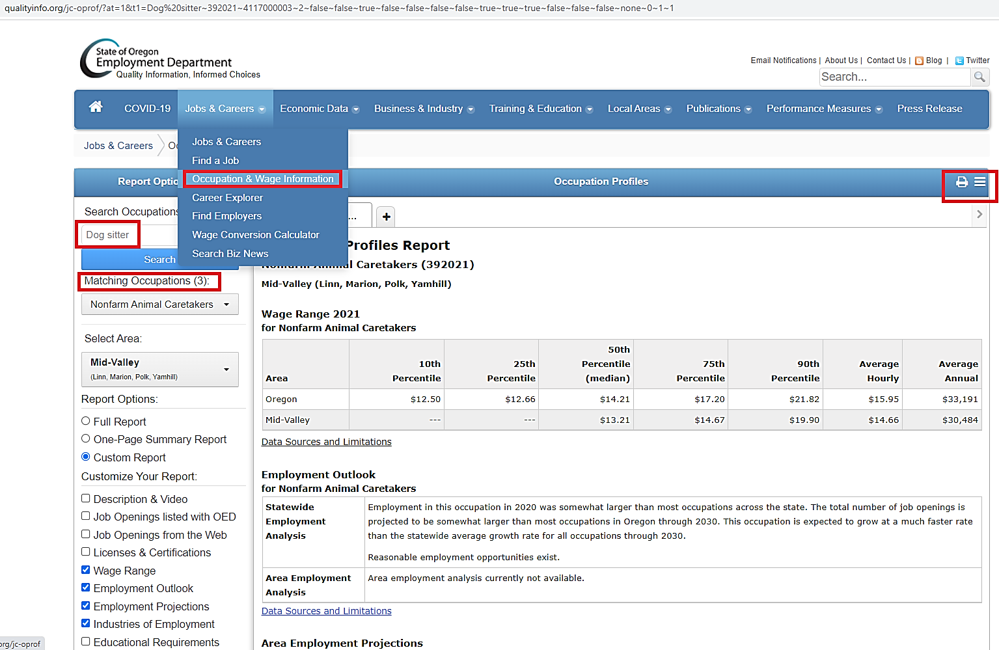 qualityinfo.org/jc-oprof/?at=1&t1=Dog%20sitter~392021~4117000003~2~false~false~true~false~false~false~false~true~true~true~false~false~false~none~0~1~1
State of Oregon
Employment Department
Quality Information, Informed Choices
Email Notifications | About Us | Contact Us | Blog | Twitter
Search...
COVID-19 Jobs & Careers Economic Data Business & Industry Training & Education Local Areas Publications Performance Measures Press Release
Jobs & Careers Oc
Jobs & Careers
Find a Job
Occupation & Wage Information
Career Explorer
Find Employers
Wage Conversion Calculator
Search Biz News
Report Optio
Occupation Profiles
Search Occupations
Dog sitter
Search
Matching Occupations (3):
Nonfarm Animal Caretakers
Select Area:
Mid-Valley
(Linn, Marion, Polk, Yamhill)
Report Options:
Full Report
One-Page Summary Report
Custom Report
Customize Your Report:
Description & Video
Job Openings listed with OED
Job Openings from the Web
Licenses & Certifications
Wage Range
Employment Outlook
Employment Projections
Industries of Employment
Educational Requirements
... +
Profiles Report
Nonfarm Animal Caretakers (392021)
Mid-Valley (Linn, Marion, Polk, Yamhill)
Wage Range 2021
for Nonfarm Animal Caretakers
Area 10th Percentile 25th Percentile 50th Percentile (median) 75th Percentile 90th Percentile Average Hourly Average Annual
Oregon $12.50 $12.66 $14.21 $17.20 $21.82 $15.95 $33,191
Mid-Valley --- --- $13.21 $14.67 $19.90 $14.66 $30,484
Data Sources and Limitations
Employment Outlook
for Nonfarm Animal Caretakers
Statewide Employment Analysis
Employment in this occupation in 2020 was somewhat larger than most occupations across the state. The total number of job openings is
projected to be somewhat larger than most occupations in Oregon through 2030. This occupation is expected to grow at a much faster rate
than the statewide average growth rate for all occupations through 2030.
Reasonable employment opportunities exist.
Area Employment Analysis
Area employment analysis currently not available.
Data Sources and Limitations
Area Employment Projections
org/jc-oprof